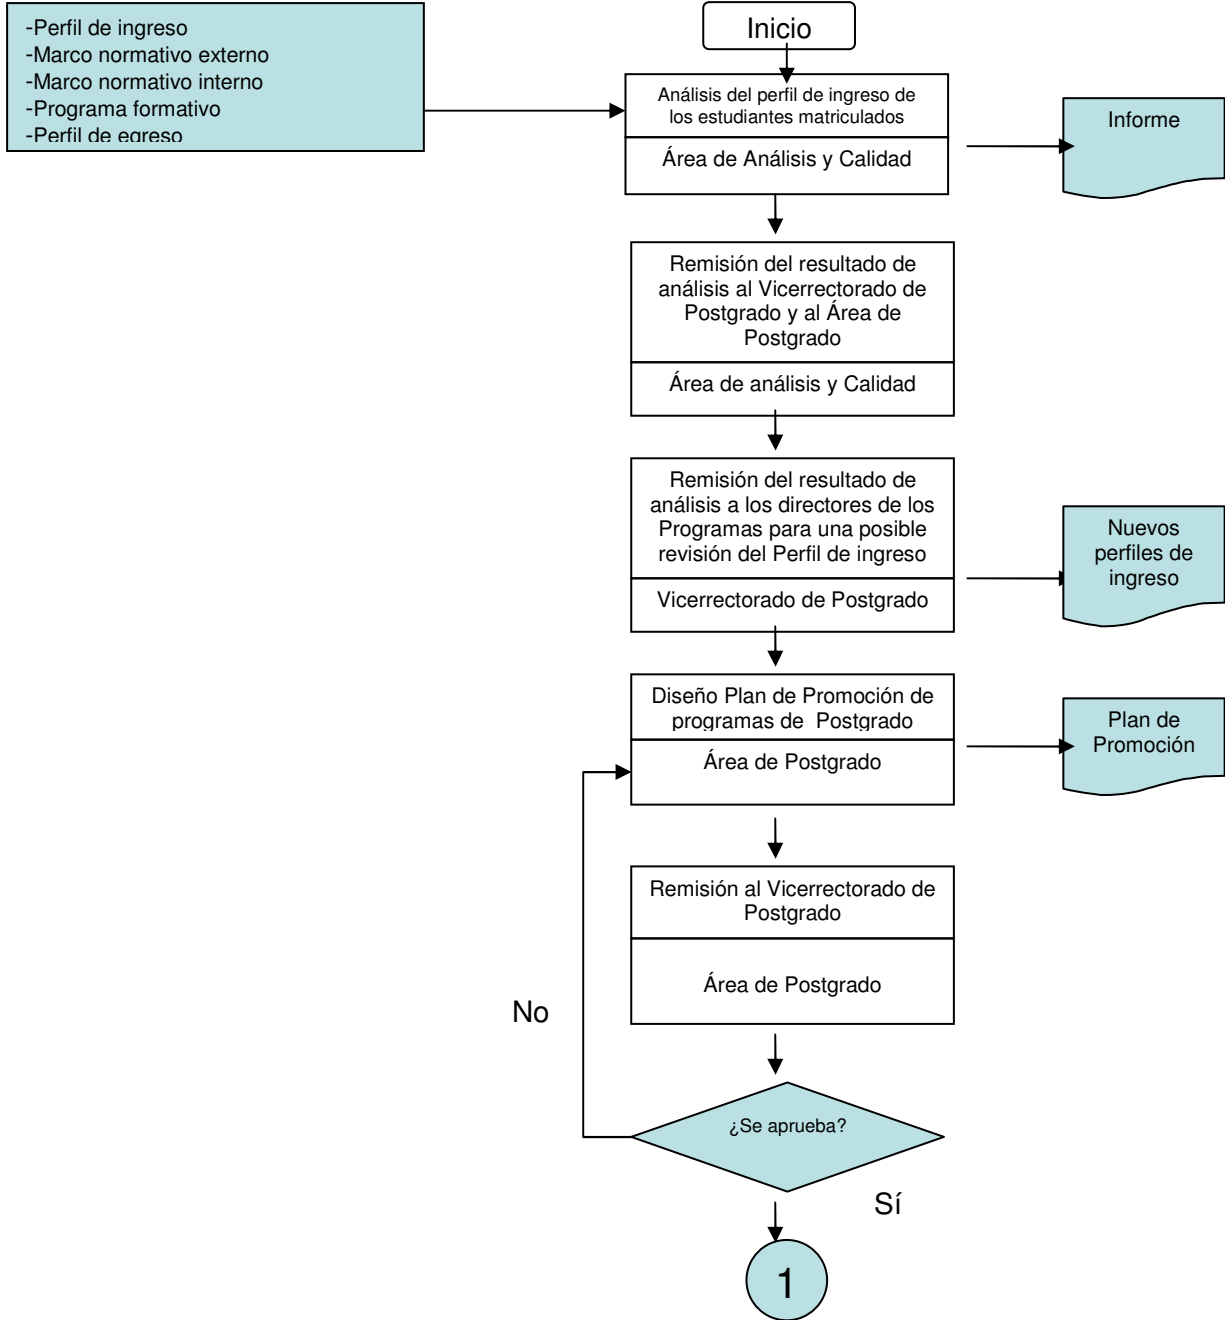 -Perfil de ingreso
-Marco normativo externo
-Marco normativo interno
-Programa formativo
-Perfil de egreso
Inicio
Análisis del perfil de ingreso de
los estudiantes matriculados
Área de Análisis y Calidad
Informe
Remisión del resultado de
análisis al Vicerrectorado de
Postgrado y al Área de
Postgrado
Área de análisis y Calidad
Remisión del resultado de
análisis a los directores de los
Programas para una posible
revisión del Perfil de ingreso
Vicerrectorado de Postgrado
Nuevos
perfiles de
ingreso
Diseño Plan de Promoción de
programas de  Postgrado
Área de Postgrado
Plan de
Promoción
Remisión al Vicerrectorado de
Postgrado
Área de Postgrado
No
¿Se aprueba?
Sí
1